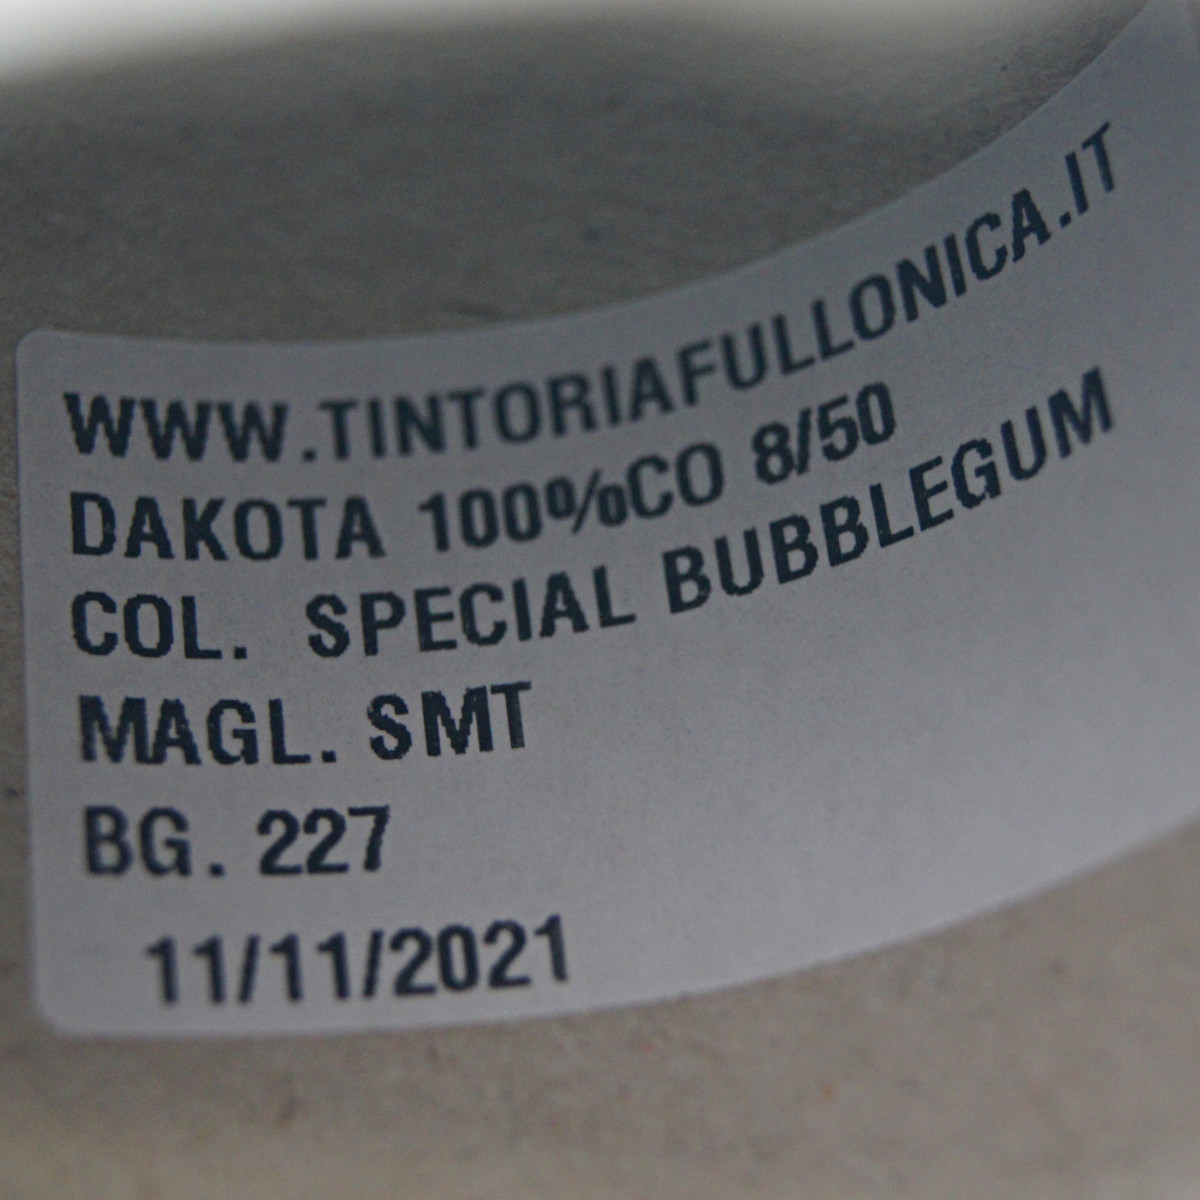 WWW.TINTORIAFULLONICA.IT
DAKOTA 100%CO 8/50
COL. SPECIAL BUBBLEGUM
MAGL. SMT
BG. 227
11/11/2021